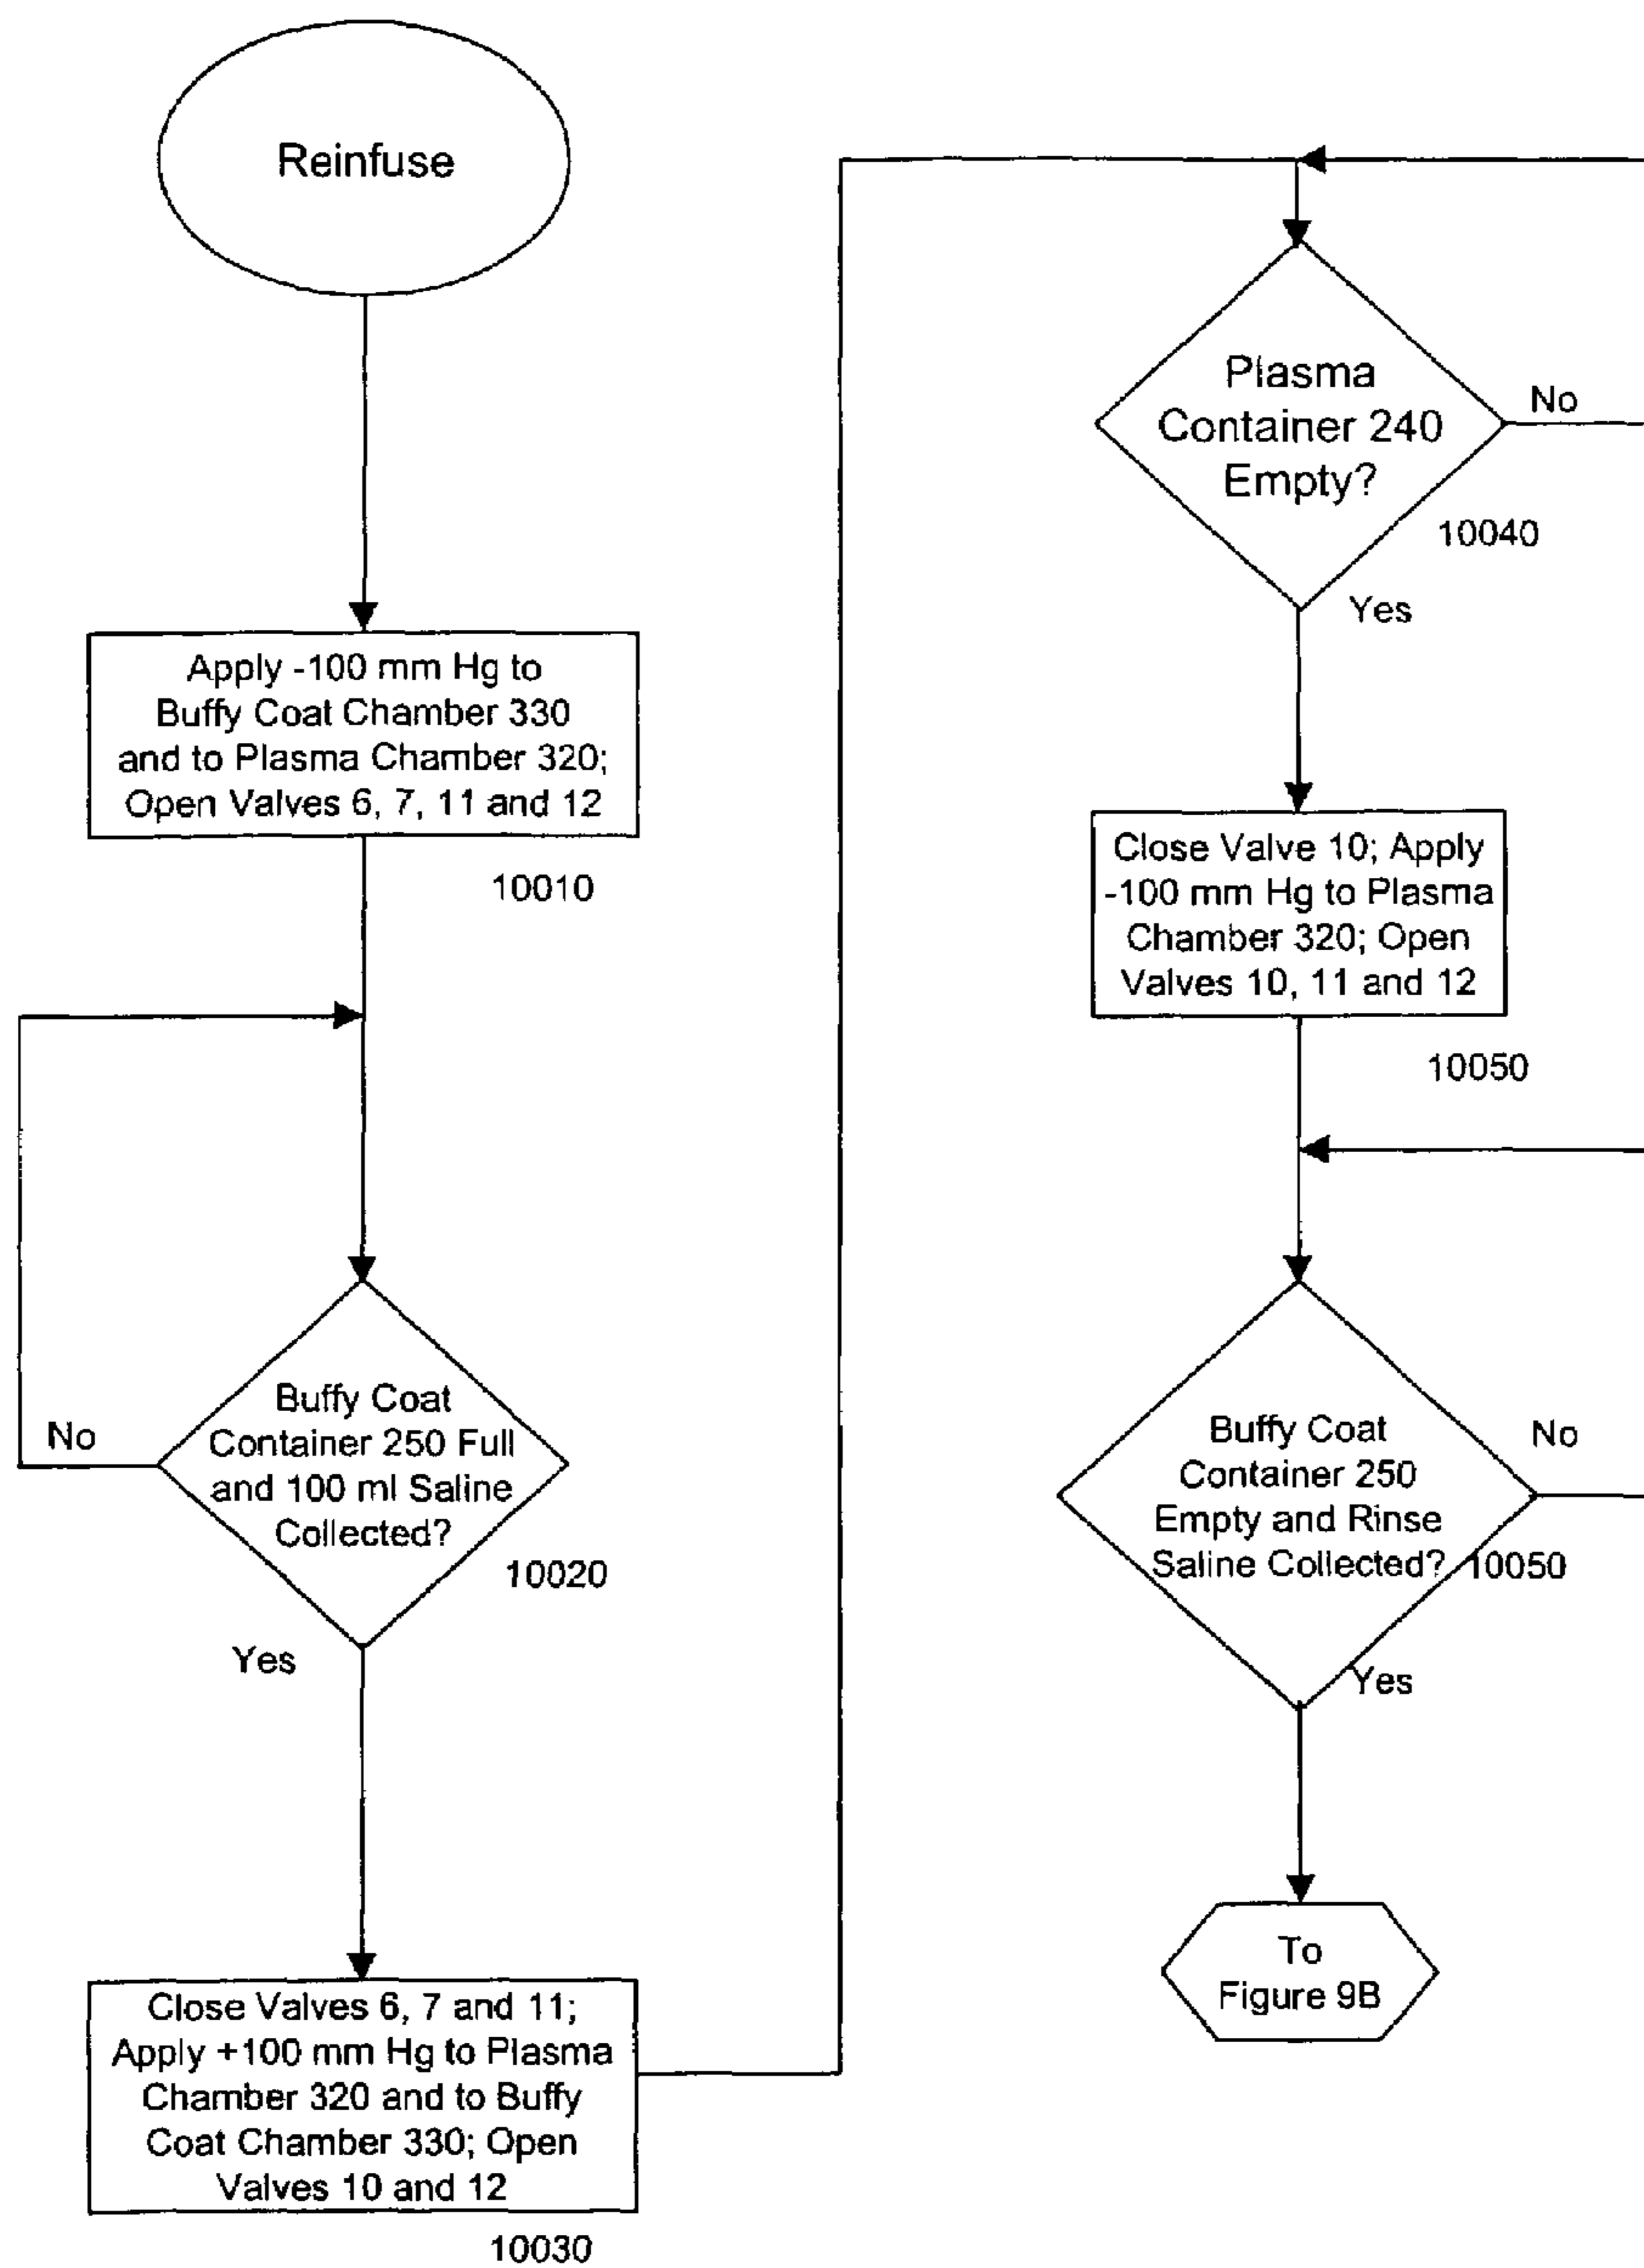 Reinfuse
Apply -100 mm Hg to
Buffy Coat Chamber 330
and to Plasma Chamber 320;
Open Valves 6, 7, 11 and 12
10010
Buffy Coat
Container 250 Full
and 100 ml Saline
Collected?
No
10020
Yes
Close Valves 6, 7 and 11;
Apply +100 mm Hg to Plasma
Chamber 320 and to Buffy
Coat Chamber 330; Open
Valves 10 and 12
10030
Plasma
Container 240
Empty?
No
10040
Yes
Close Valve 10; Apply
-100 mm Hg to Plasma
Chamber 320; Open
Valves 10, 11 and 12
10050
Buffy Coat
Container 250
Empty and Rinse
Saline Collected?
No
10050
Yes
To
Figure 9B